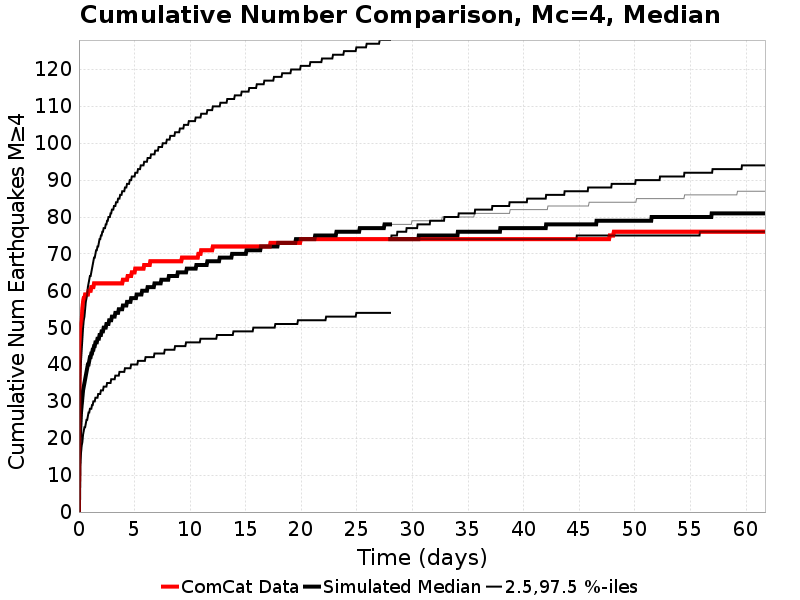 Cumulative Number Comparison, Mc=4, Median
Cumulative Num Earthquakes M≥4
120
110
100
90
80
70
60
50
40
30
20
10
0
0 5 10 15 20 25 30 35 40 45 50 55 60
Time (days)
ComCat Data Simulated Median 2.5,97.5 %-iles